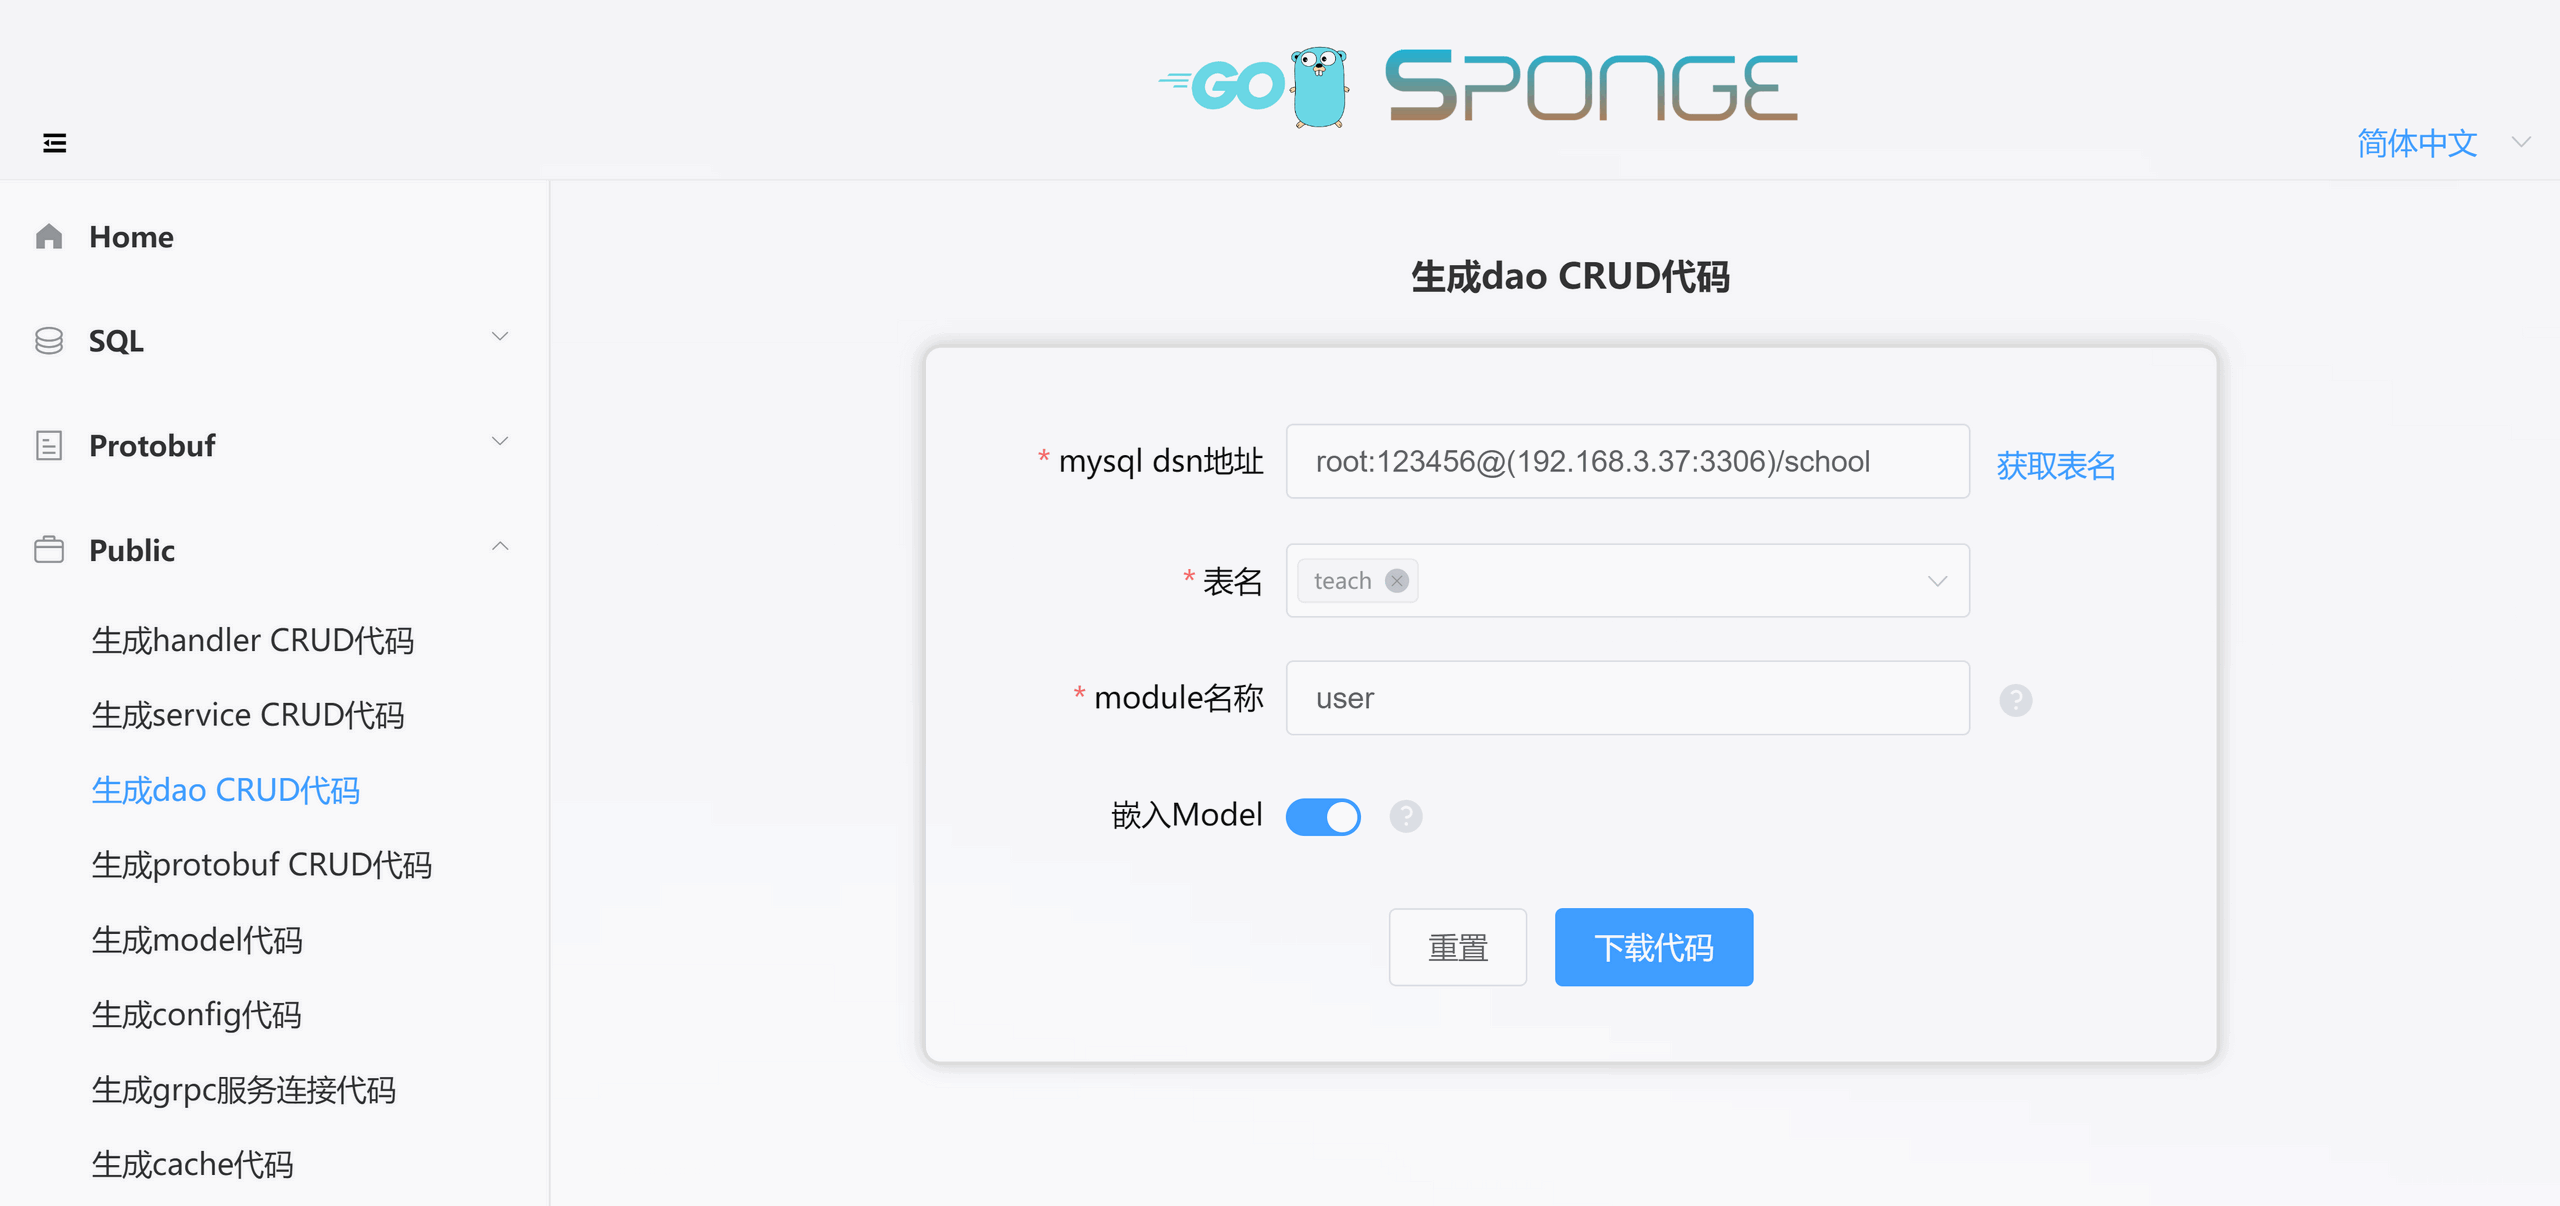 GO SPONGE
简体中文
Home
SQL
Protobuf
Public
生成handler CRUD代码
生成service CRUD代码
生成dao CRUD代码
生成protobuf CRUD代码
生成model代码
生成config代码
生成grpc服务连接代码
生成cache代码
生成dao CRUD代码
* mysql dsn地址 root:123456@(192.168.3.37:3306)/school 获取表名
* 表名 teach
* module名称 user ?
嵌入Model ?
重置 下载代码